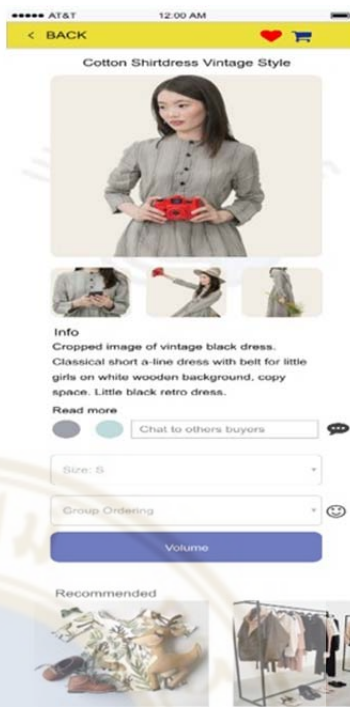 AT&T 12:00 AM
< BACK
Cotton Shirtdress Vintage Style
Info
Cropped image of vintage black dress.
Classical short a-line dress with belt for little
girls on white wooden background, copy
space. Little black retro dress.
Read more
Chat to others buyers
Size: S
Group Ordering
Volume
Recommended